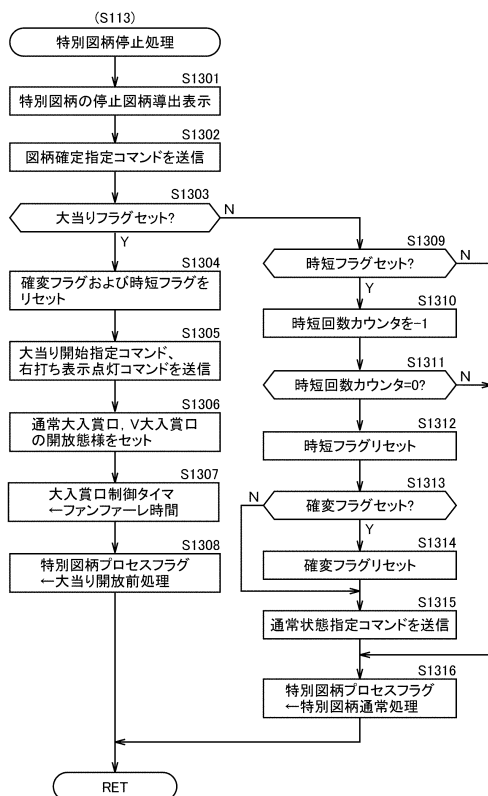 (S113)
特別図柄停止処理
S1301
特別図柄の停止図柄導出表示
S1302
図柄確定指定コマンドを送信
S1303
大当りフラグセット?
N
Y
S1304
確変フラグおよび時短フラグを
リセット
S1305
大当り開始指定コマンド、
右打ち表示点灯コマンドを送信
S1306
通常大入賞口,V大入賞口
の開放態様をセット
S1307
大入賞口制御タイマ
←ファンファーレ時間
S1308
特別図柄プロセスフラグ
←大当り開放前処理
S1309
時短フラグセット?
N
Y
S1310
時短回数カウンタを-1
S1311
時短回数カウンタ=0?
N
Y
S1312
時短フラグリセット
S1313
N
確変フラグセット?
Y
S1314
確変フラグリセット
S1315
通常状態指定コマンドを送信
S1316
特別図柄プロセスフラグ
←特別図柄通常処理
RET